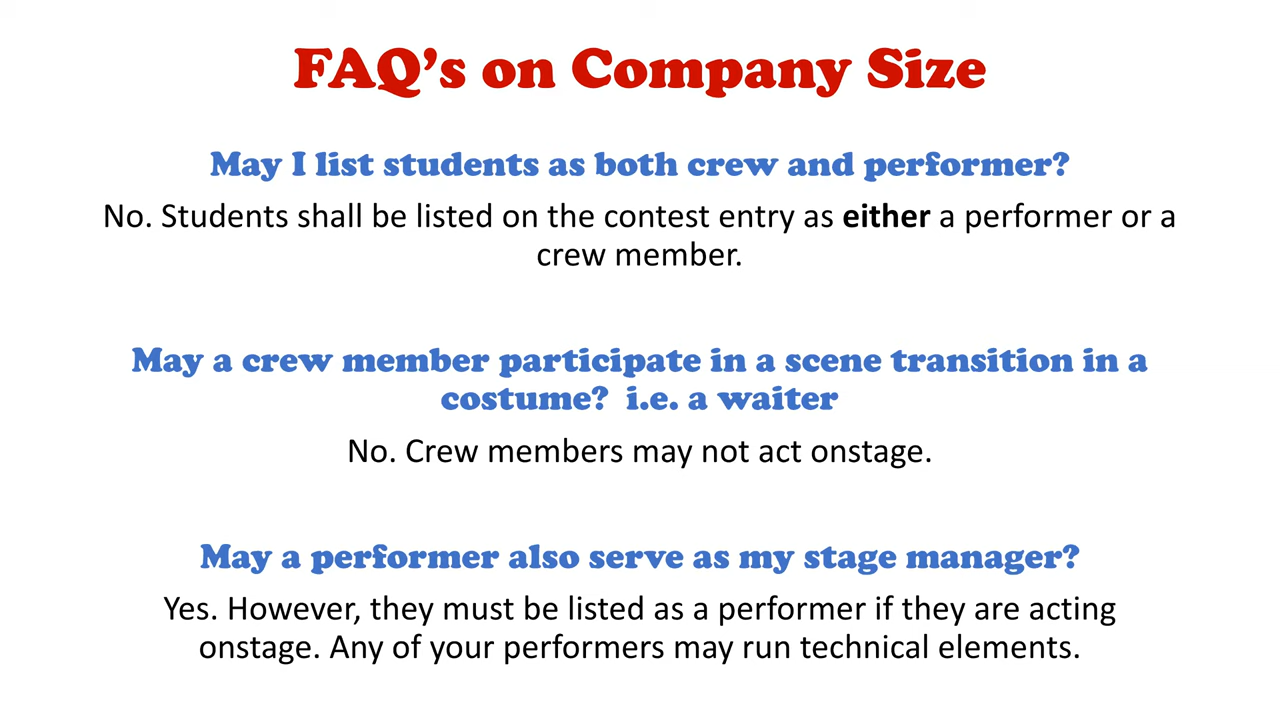 FAQ’s on Company Size
May I list students as both crew and performer?
No. Students shall be listed on the contest entry as either a performer or a
crew member.
May a crew member participate in a scene transition in a
costume?  i.e. a waiter
No. Crew members may not act onstage.
May a performer also serve as my stage manager?
Yes. However, they must be listed as a performer if they are acting
onstage. Any of your performers may run technical elements.